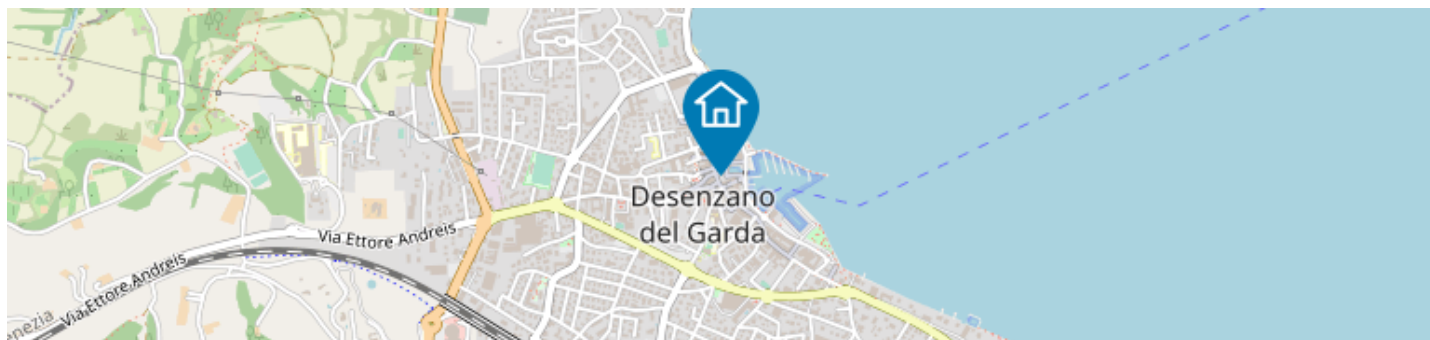 Desenzano
del Garda
Via Ettore Andreis
Via Ettore Andreis
enezia